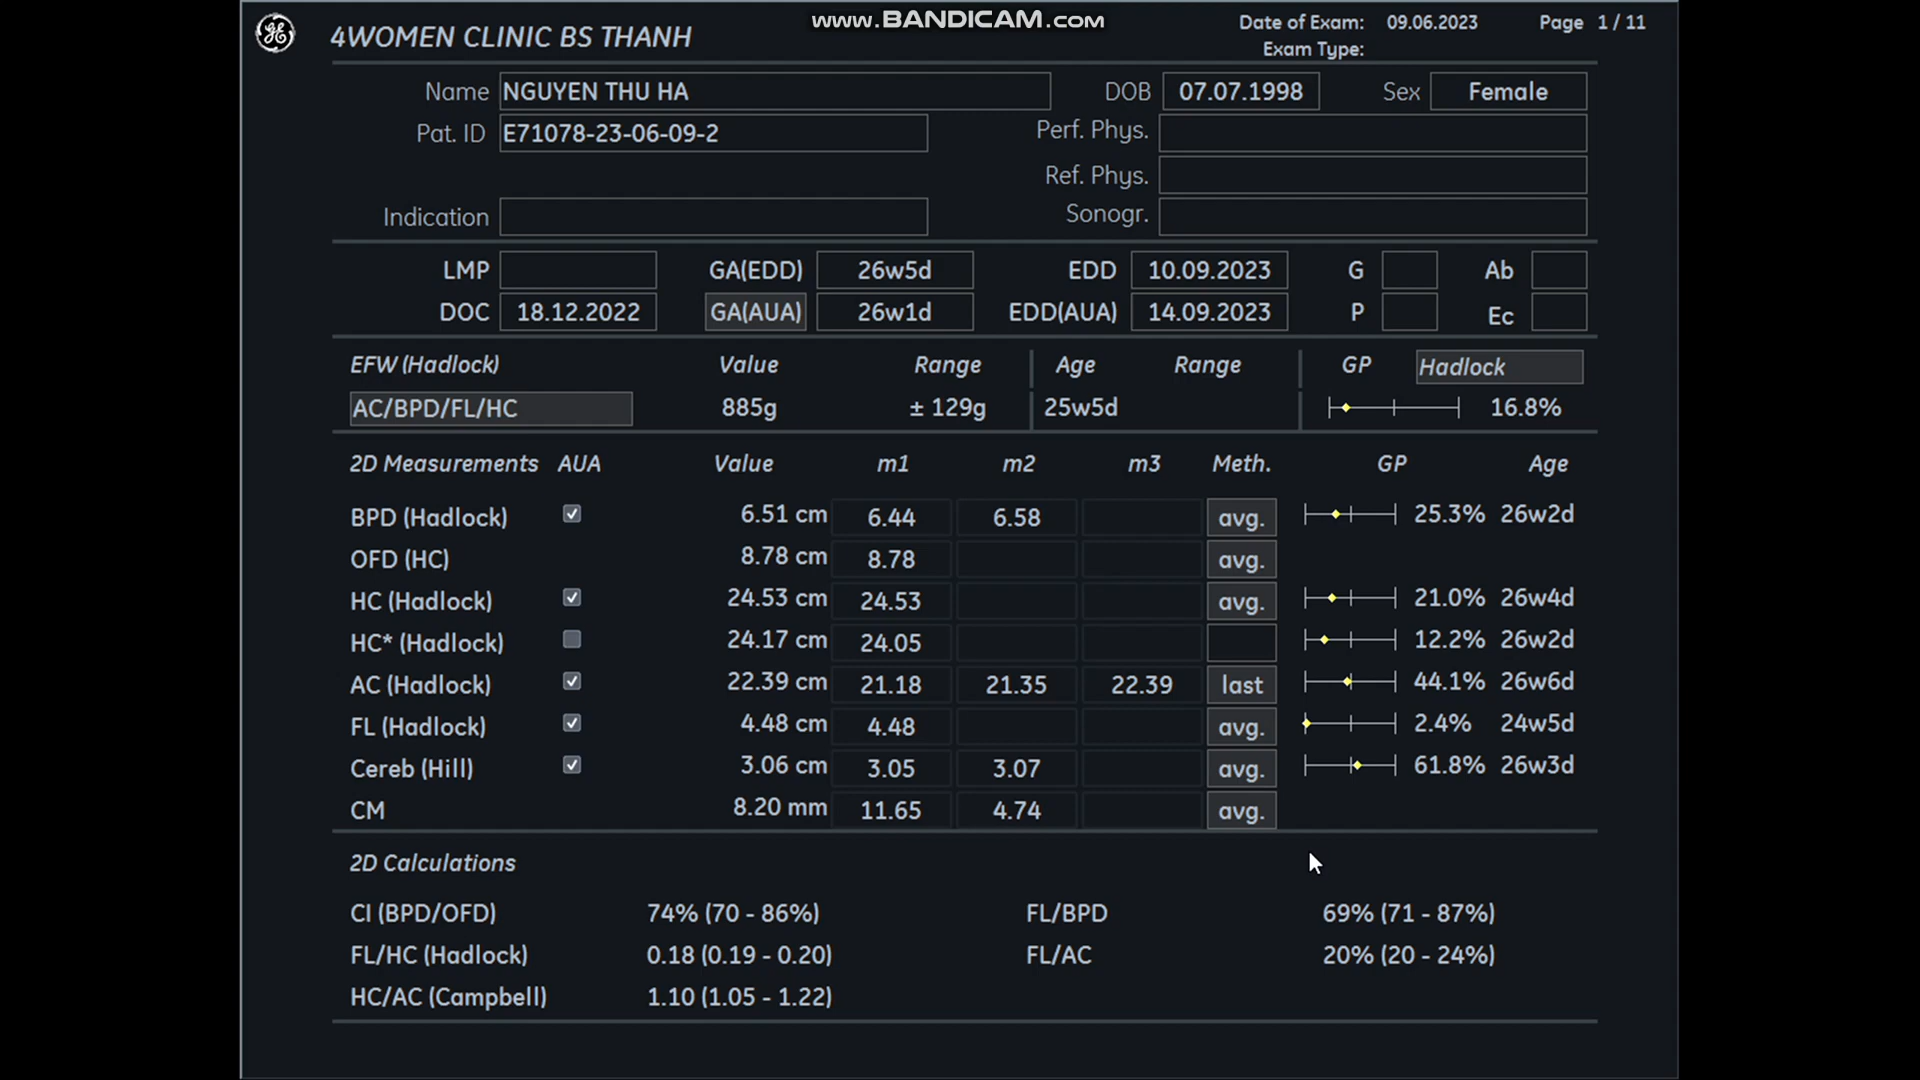 www.BANDICAM.com
4WOMEN CLINIC BS THANH
Date of Exam: 09.06.2023 Page 1 / 11
Exam Type:
Name NGUYEN THU HA DOB 07.07.1998 Sex Female
Pat. ID E71078-23-06-09-2 Perf. Phys.
Ref. Phys.
Indication Sonogr.
LMP GA(EDD) 26w5d EDD 10.09.2023 G Ab
DOC 18.12.2022 GA(AUA) 26w1d EDD(AUA) 14.09.2023 P Ec
EFW (Hadlock) Value Range Age Range GP Hadlock
AC/BPD/FL/HC 885g ± 129g 25w5d 16.8%
2D Measurements AUA Value m1 m2 m3 Meth. GP Age
BPD (Hadlock) 6.51 cm 6.44 6.58 avg. 25.3% 26w2d
OFD (HC) 8.78 cm 8.78 avg.
HC (Hadlock) 24.53 cm 24.53 avg. 21.0% 26w4d
HC* (Hadlock) 24.17 cm 24.05 12.2% 26w2d
AC (Hadlock) 22.39 cm 21.18 21.35 22.39 last 44.1% 26w6d
FL (Hadlock) 4.48 cm 4.48 avg. 2.4% 24w5d
Cereb (Hill) 3.06 cm 3.05 3.07 avg. 61.8% 26w3d
CM 8.20 mm 11.65 4.74 avg.
2D Calculations
CI (BPD/OFD) 74% (70 - 86%) FL/BPD 69% (71 - 87%)
FL/HC (Hadlock) 0.18 (0.19 - 0.20) FL/AC 20% (20 - 24%)
HC/AC (Campbell) 1.10 (1.05 - 1.22)